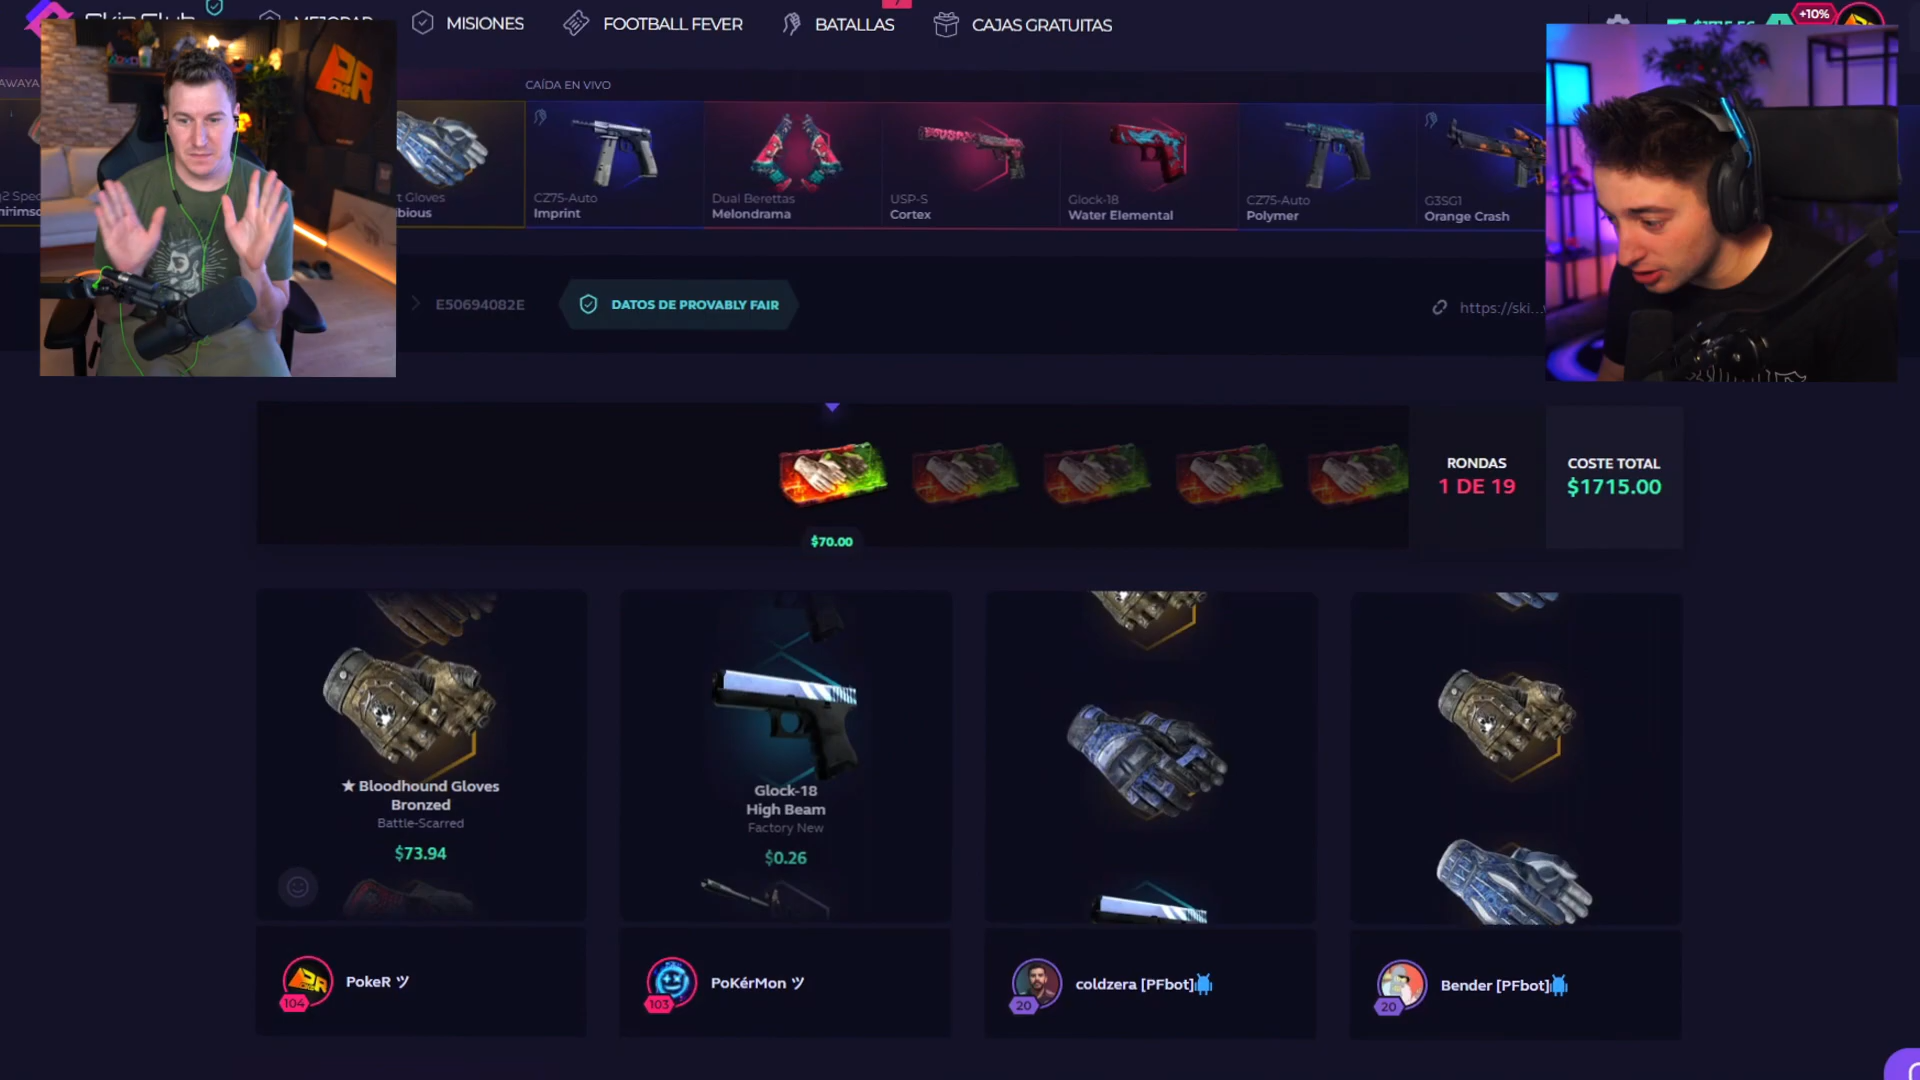 MISIONES
FOOTBALL FEVER
BATALLAS
CAJAS GRATUITAS
+10%
CAÍDA EN VIVO
CZ75-Auto
Imprint
Dual Berettas
Melondrama
USP-S
Cortex
Glock-18
Water Elemental
CZ75-Auto
Polymer
G3SG1
Orange Crash
E50694082E
DATOS DE PROVABLY FAIR
https://ski...
RONDAS
1 DE 19
COSTE TOTAL
$1715.00
$70.00
★ Bloodhound Gloves
Bronzed
Battle-Scarred
$73.94
Glock-18
High Beam
Factory New
$0.26
104
PokeR ツ
103
PoKérMon ツ
20
coldzera [PFbot]
20
Bender [PFbot]